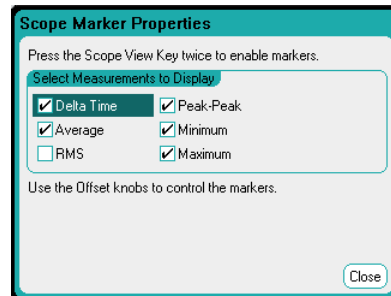 Scope Marker Properties
Press the Scope View Key twice to enable markers.
Select Measurements to Display
Delta Time Peak-Peak
Average Minimum
RMS Maximum
Use the Offset knobs to control the markers.
Close